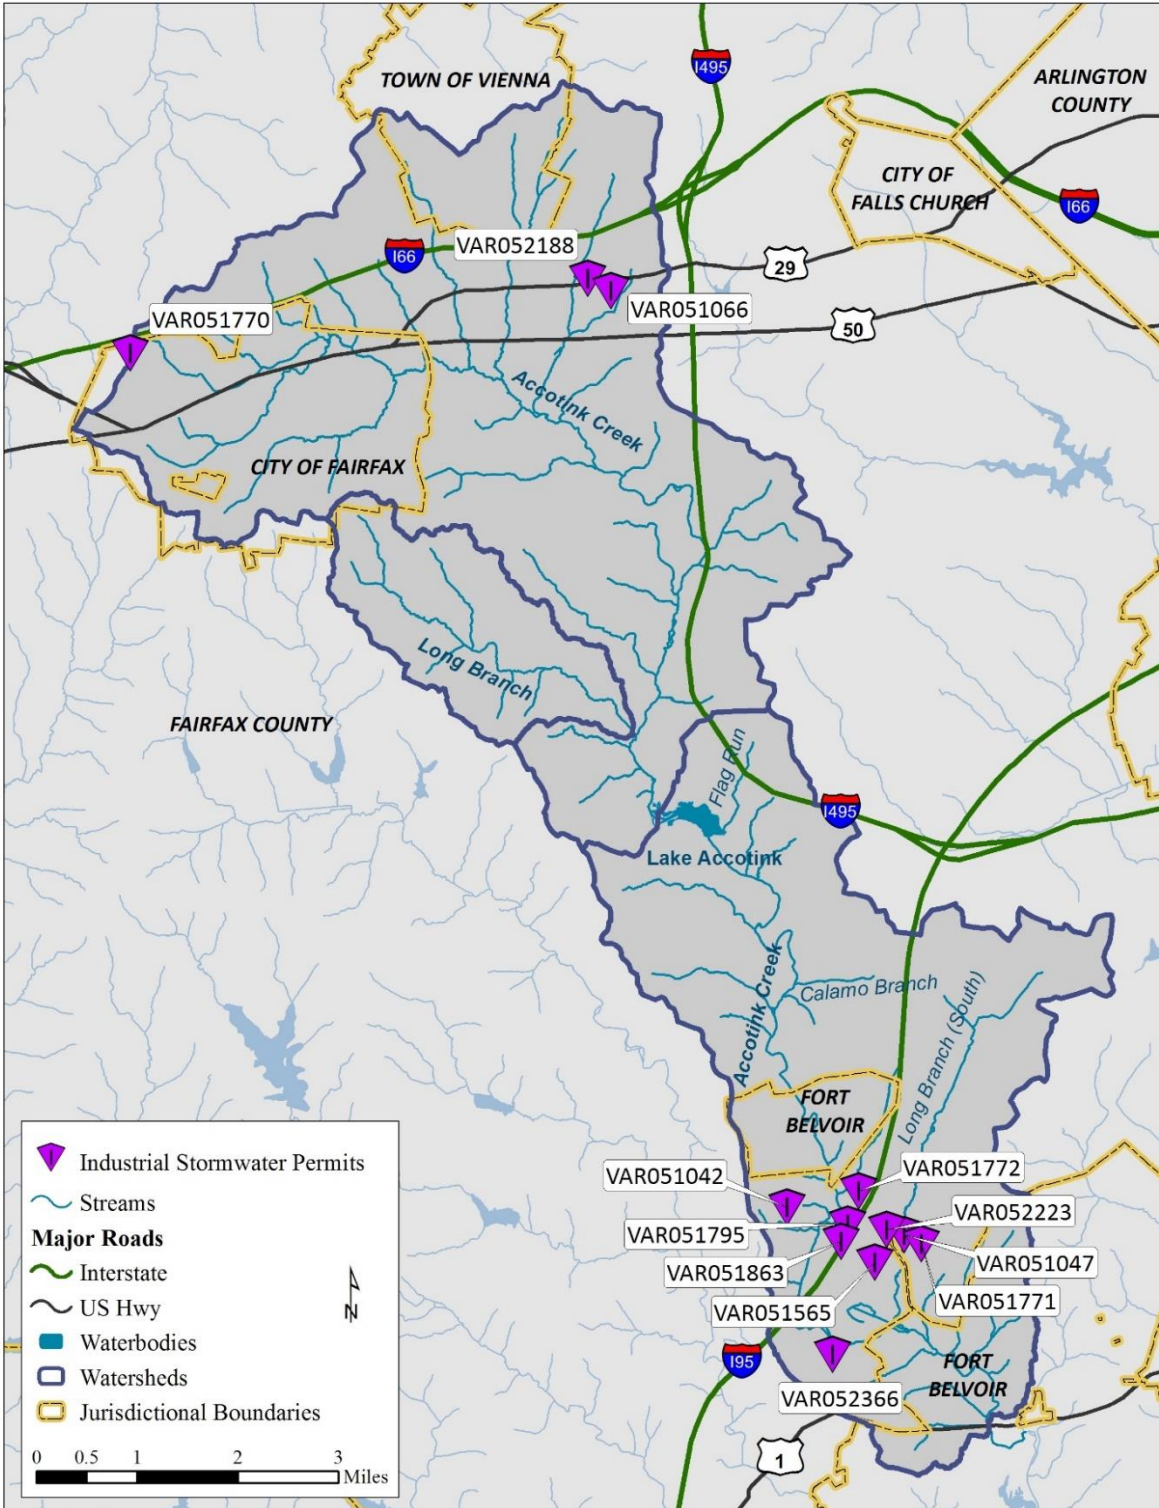 I495
TOWN OF VIENNA
ARLINGTON
COUNTY
CITY OF
FALLS CHURCH
I66
VAR052188
I66
29
VAR051770
VAR051066
50
Accotink Creek
CITY OF FAIRFAX
Long Branch
FAIRFAX COUNTY
Flag Run
I495
Lake Accotink
Accotink Creek
Calamo Branch
Long Branch (South)
FORT
BELVOIR
VAR051042
VAR051772
VAR051795
VAR052223
VAR051863
VAR051047
VAR051565
VAR051771
I95
FORT
BELVOIR
VAR052366
1
Industrial Stormwater Permits
Streams
Major Roads
Interstate
US Hwy
Waterbodies
Watersheds
Jurisdictional Boundaries
N
0 0.5 1 2 3
Miles